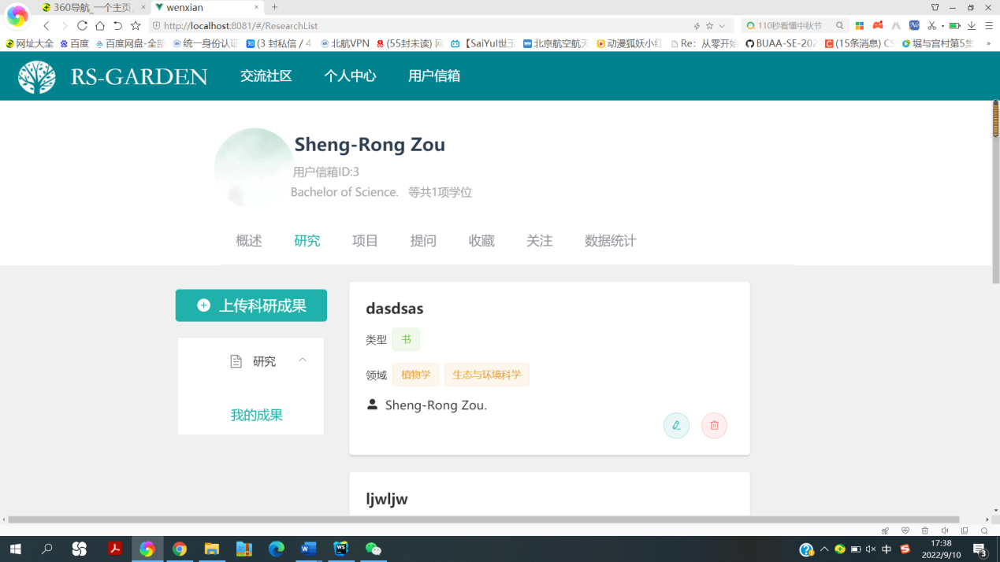 360导航_一个主页,
wenxian
http://localhost:8081/#/ResearchList
110秒看懂中秋节
网址大全
百度
百度网盘-全部
统一身份认证
(3 封私信 / 4
北航VPN
(55封未读) 网
【SaiYul世王
北京航空航天
动漫狐妖小红
Re：从零开始
BUAA-SE-202
(15条消息) CS
堀与宫村第5集
RS-GARDEN
交流社区
个人中心
用户信箱
Sheng-Rong Zou
用户信箱ID:3
Bachelor of Science. 等共1项学位
概述
研究
项目
提问
收藏
关注
数据统计
上传科研成果
研究
我的成果
dasdsas
类型 书
领域 植物学 生态与环境科学
Sheng-Rong Zou.
ljwljw
中
17:38
2022/9/10
3